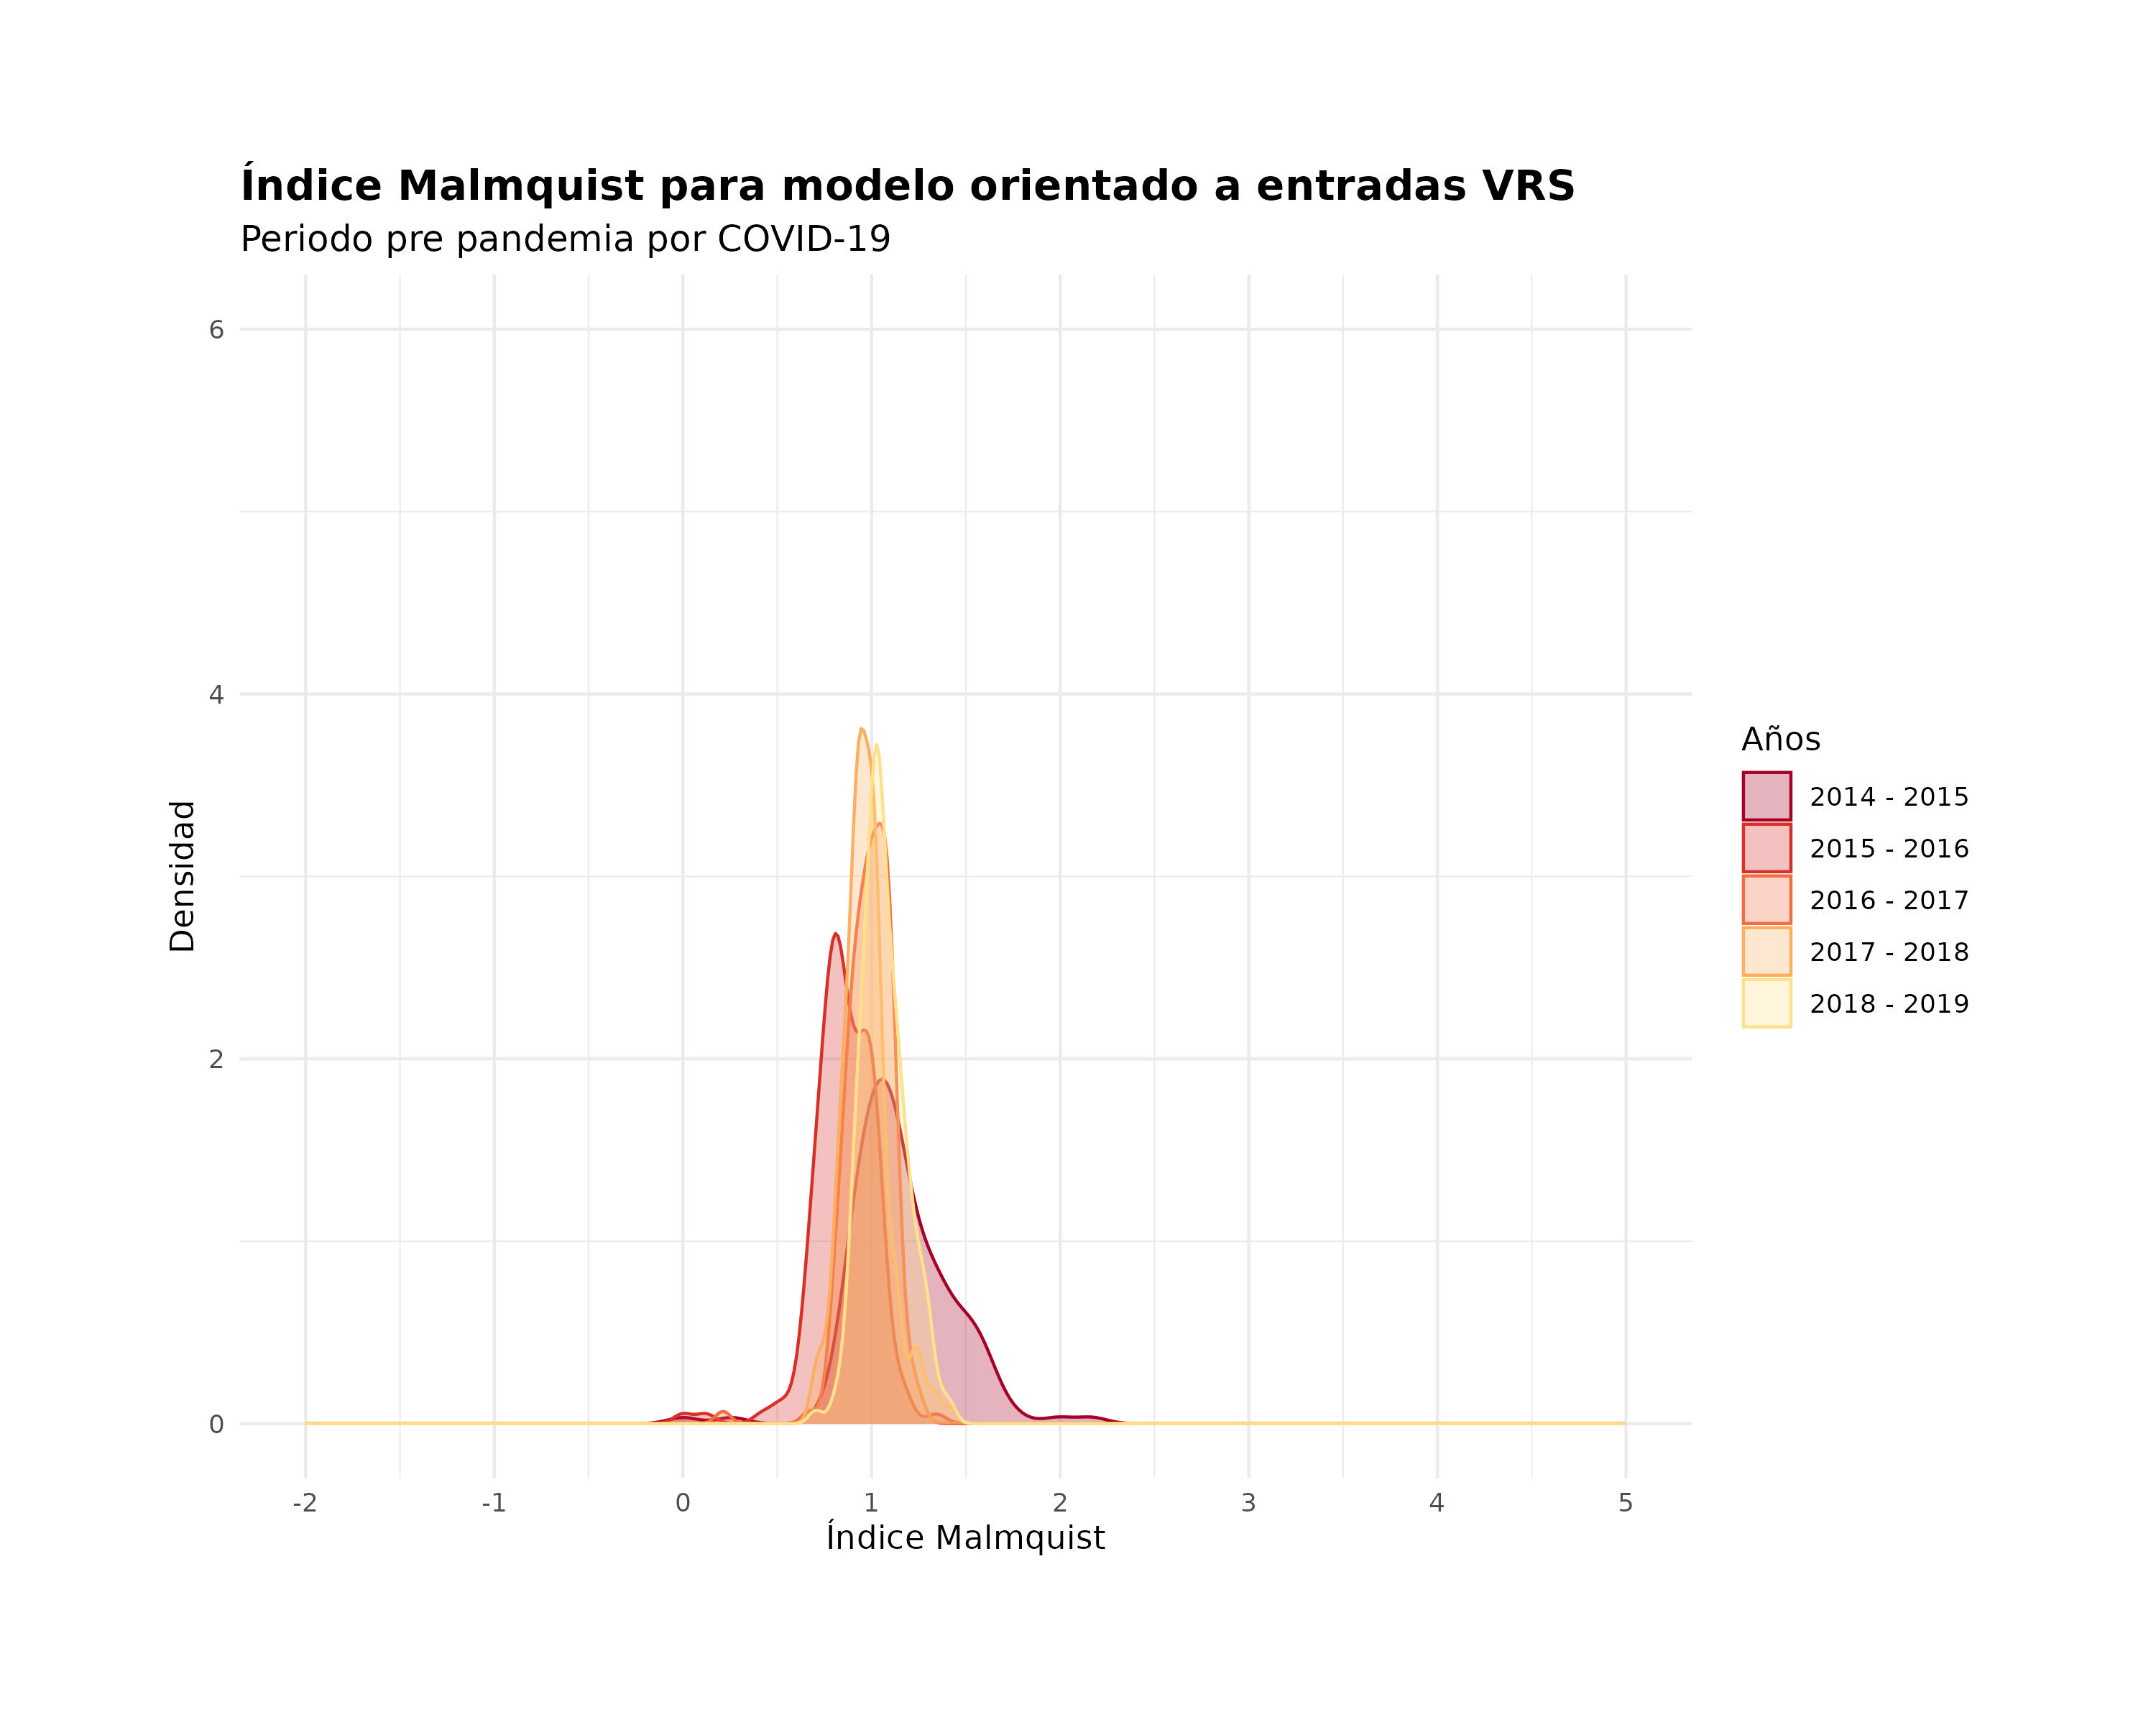 Índice Malmquist para modelo orientado a entradas VRS
Periodo pre pandemia por COVID-19
6
4
2
0
Densidad
-2 -1 0 1 2 3 4 5
Índice Malmquist
Años
2014 - 2015
2015 - 2016
2016 - 2017
2017 - 2018
2018 - 2019